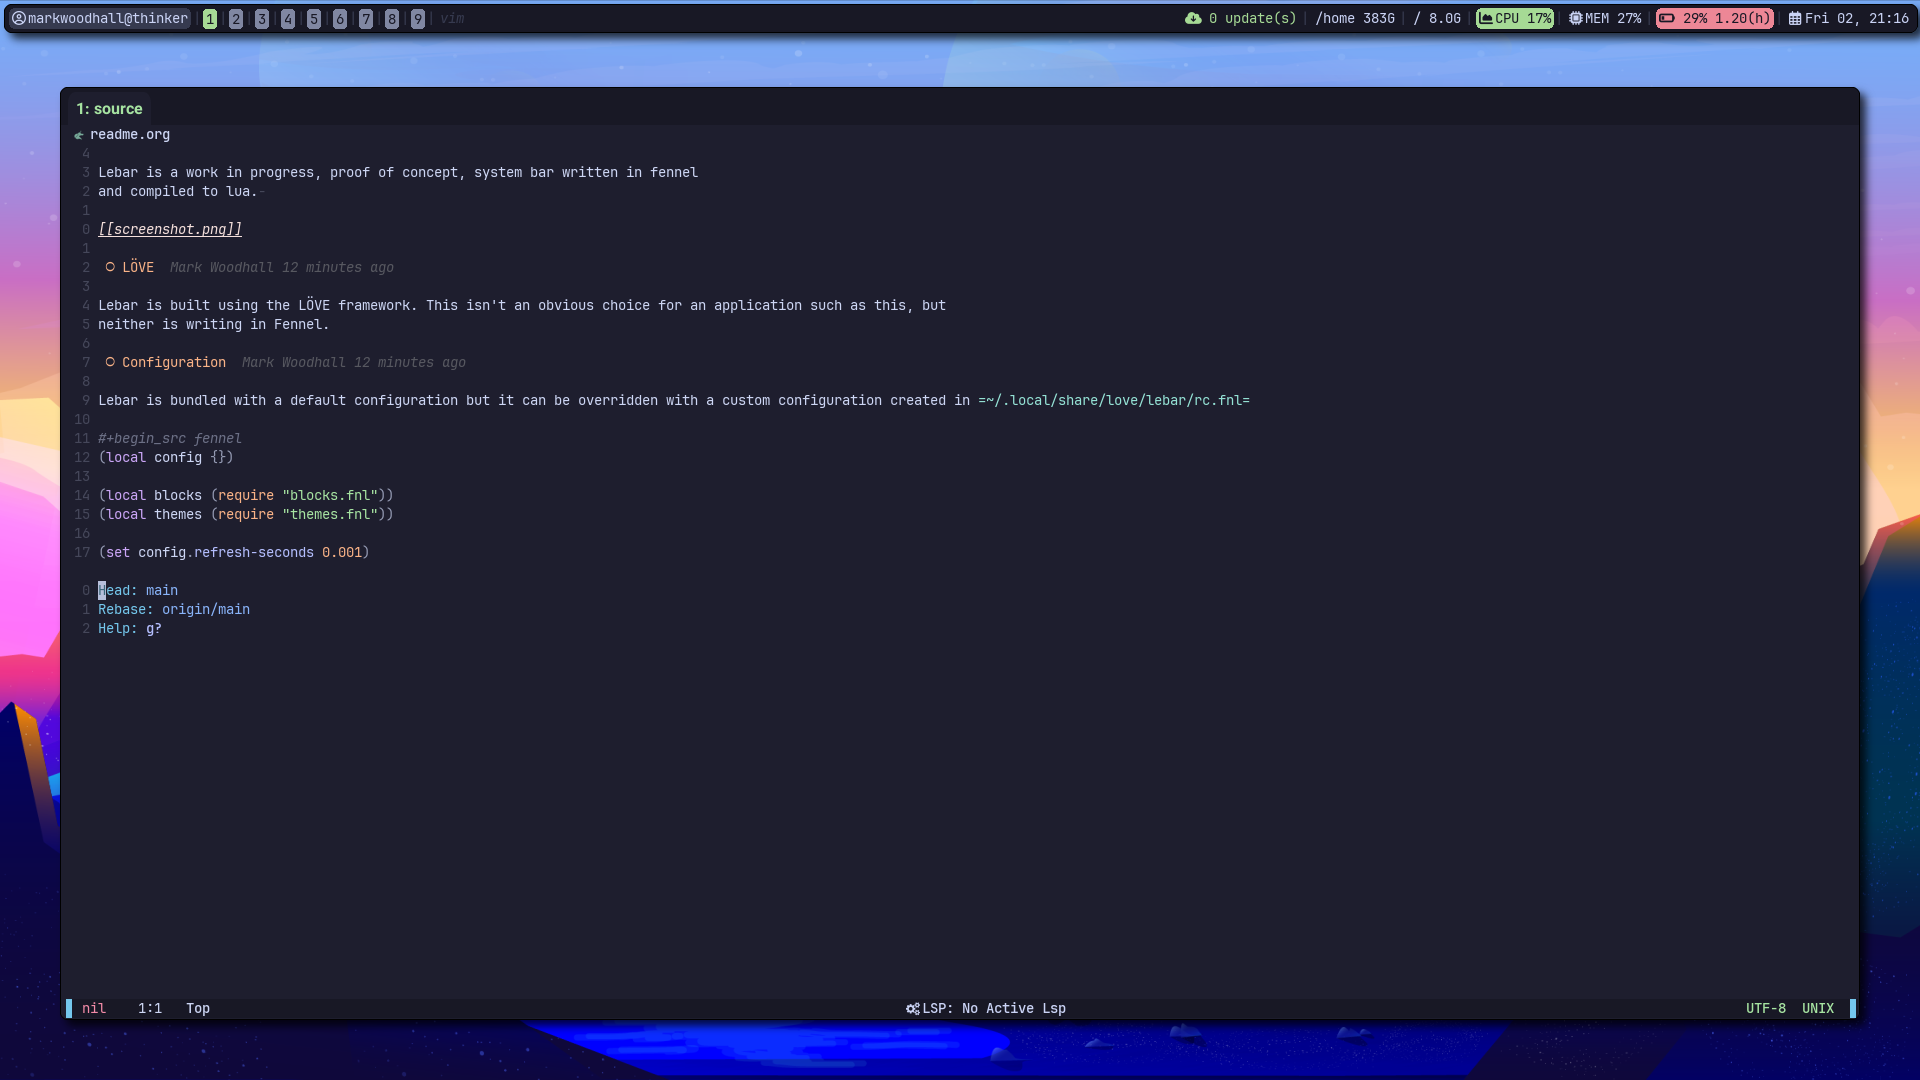 markwoodhall@thinker | 1 | 2 | 3 | 4 | 5 | 6 | 7 | 8 | 9 | vim 0 update(s) | /home 383G | / 8.0G | CPU 17% | MEM 27% | 29% 1.20(h) | Fri 02, 21:16
1: source
readme.org
4
3 Lebar is a work in progress, proof of concept, system bar written in fennel
2 and compiled to lua.-
1
0 [[screenshot.png]]
1
2 LÖVE Mark Woodhall 12 minutes ago
3
4 Lebar is built using the LÖVE framework. This isn't an obvious choice for an application such as this, but
5 neither is writing in Fennel.
6
7 Configuration Mark Woodhall 12 minutes ago
8
9 Lebar is bundled with a default configuration but it can be overridden with a custom configuration created in =~/.local/share/love/lebar/rc.fnl=
10
11 #+begin_src fennel
12 (local config {})
13
14 (local blocks (require "blocks.fnl"))
15 (local themes (require "themes.fnl"))
16
17 (set config.refresh-seconds 0.001)
0 Head: main
1 Rebase: origin/main
2 Help: g?
nil 1:1 Top LSP: No Active Lsp UTF-8 UNIX